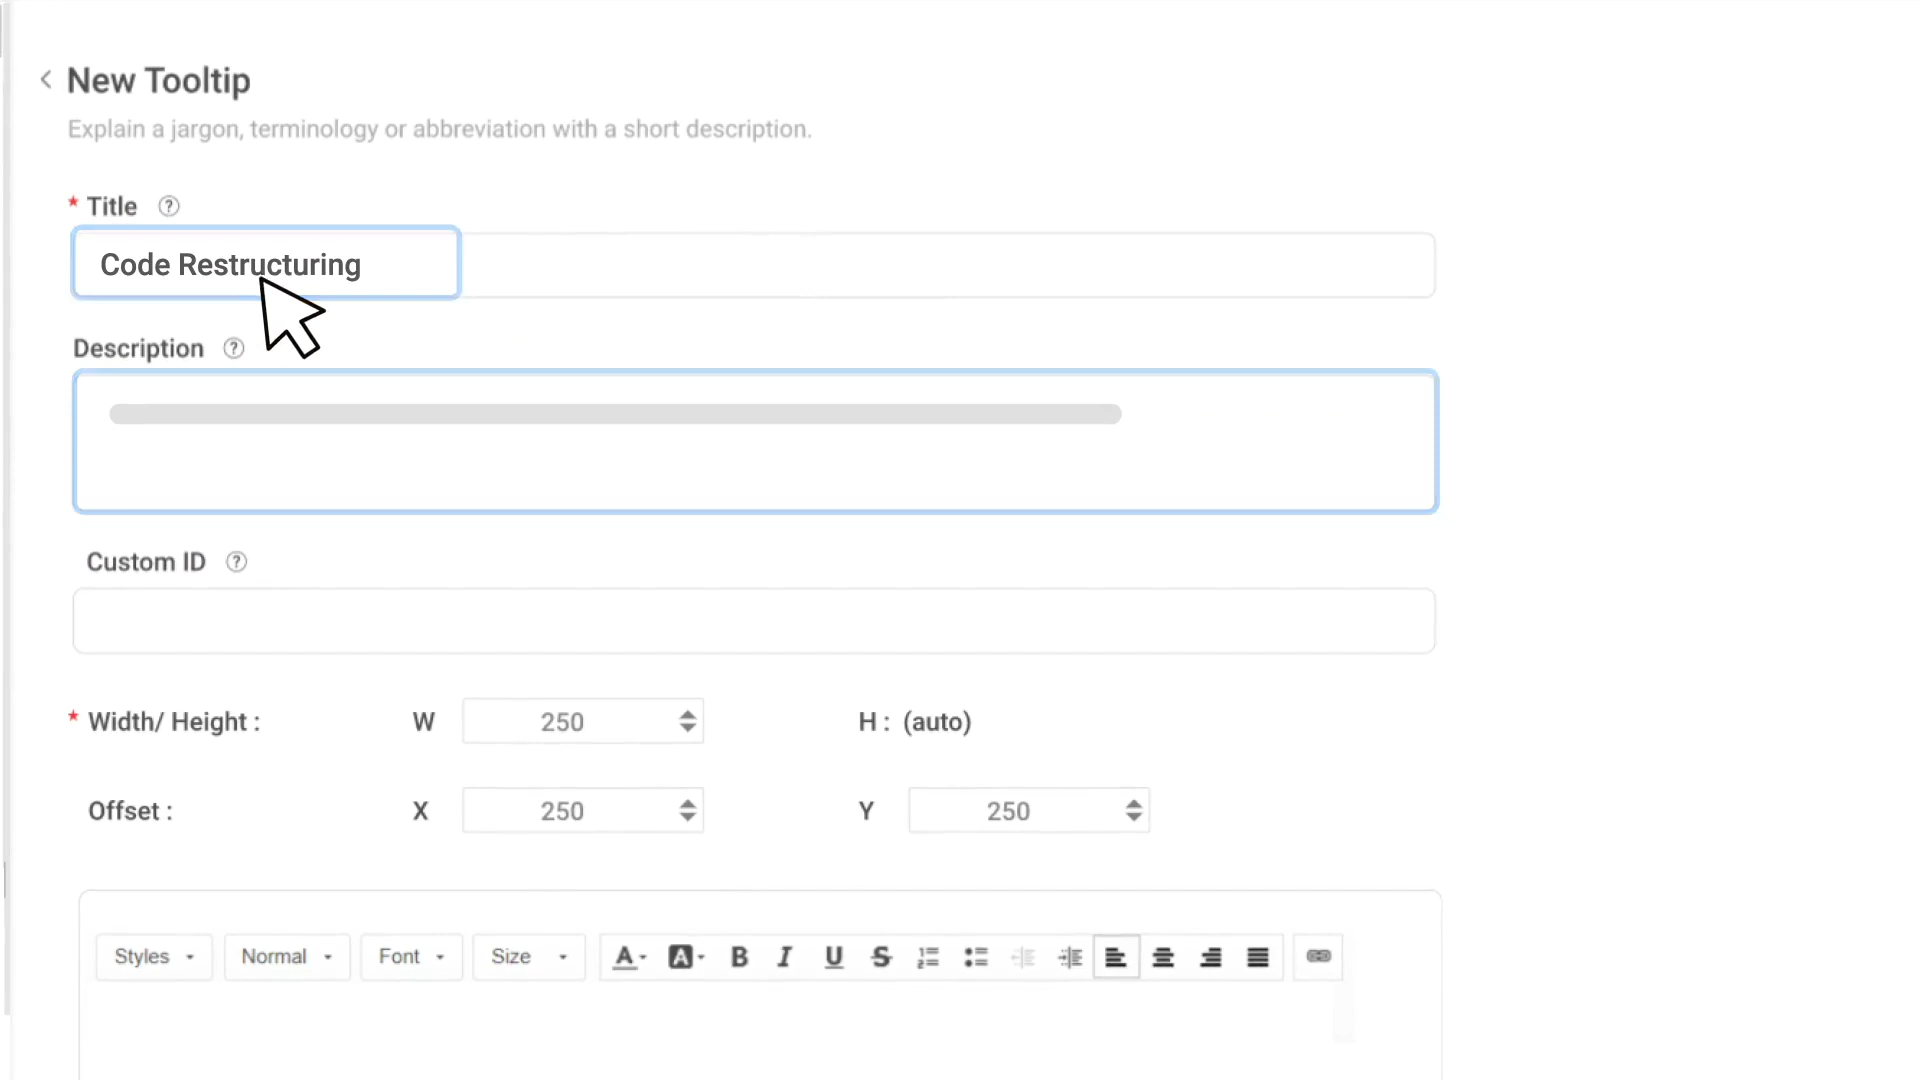 New Tooltip
Explain a jargon, terminology or abbreviation with a short description.
* Title ?
Code Restructuring
Description ?
Custom ID ?
* Width/ Height : W 250 H : (auto)
Offset : X 250 Y 250
Styles Normal Font Size A A B I U S